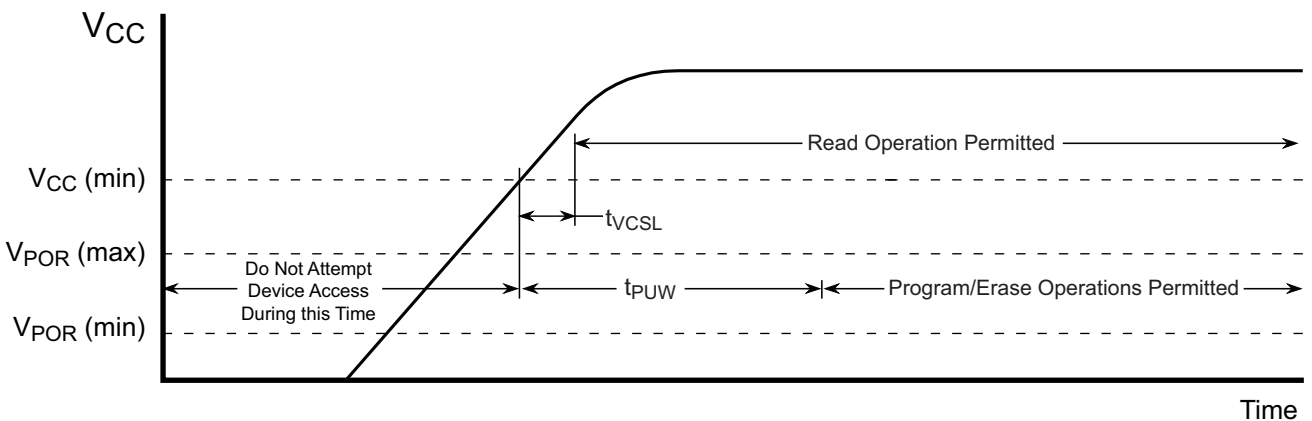 VCC
Read Operation Permitted
VCC (min)
tVCSL
VPOR (max)
Do Not Attempt
Device Access
During this Time
tPUW
Program/Erase Operations Permitted
VPOR (min)
Time